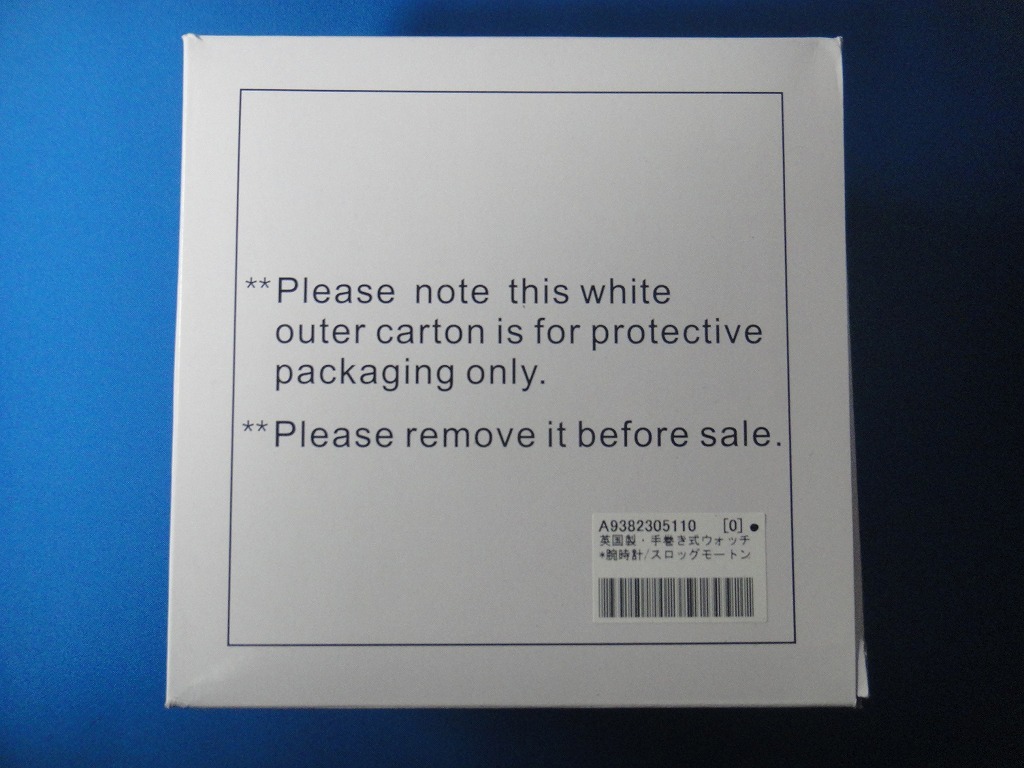 **Please note this white
outer carton is for protective
packaging only.
**Please remove it before sale.
A9382305110 [0] ●
英国製・手巻き式ウォッチ
*腕時計/スロッグモートン